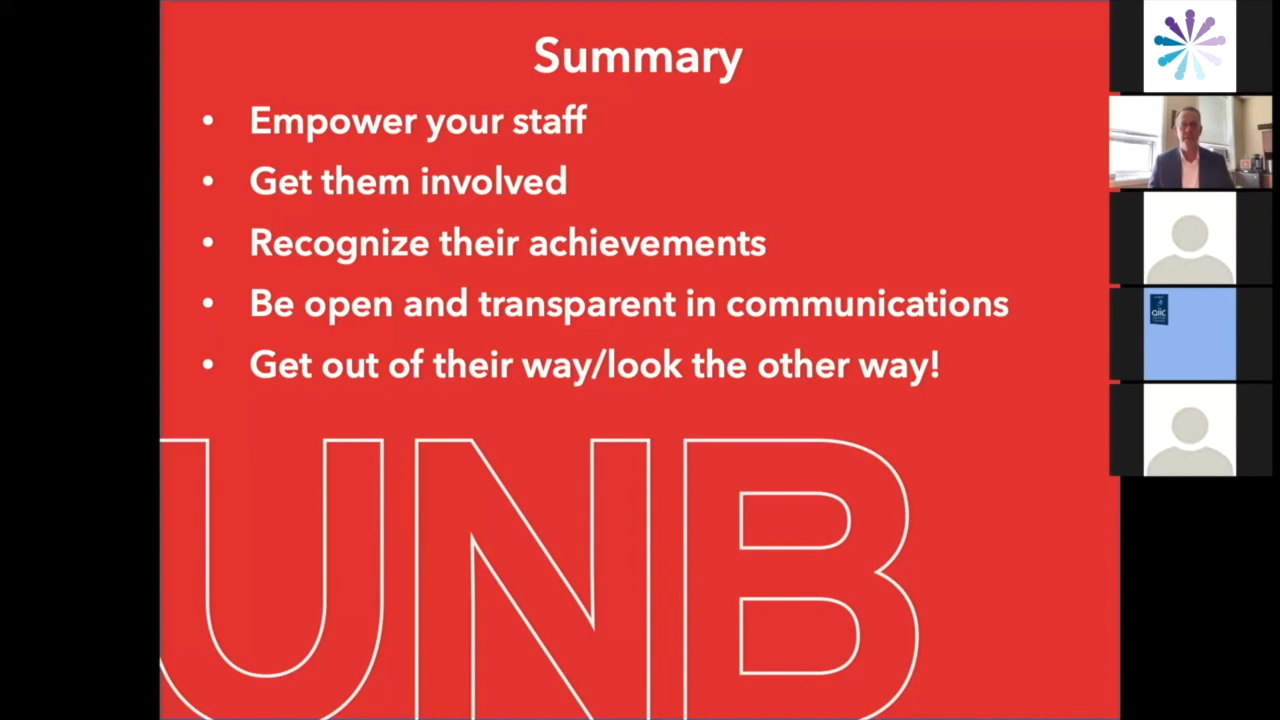 Summary
• Empower your staff
• Get them involved
• Recognize their achievements
• Be open and transparent in communications
• Get out of their way/look the other way!
UNB
aiic